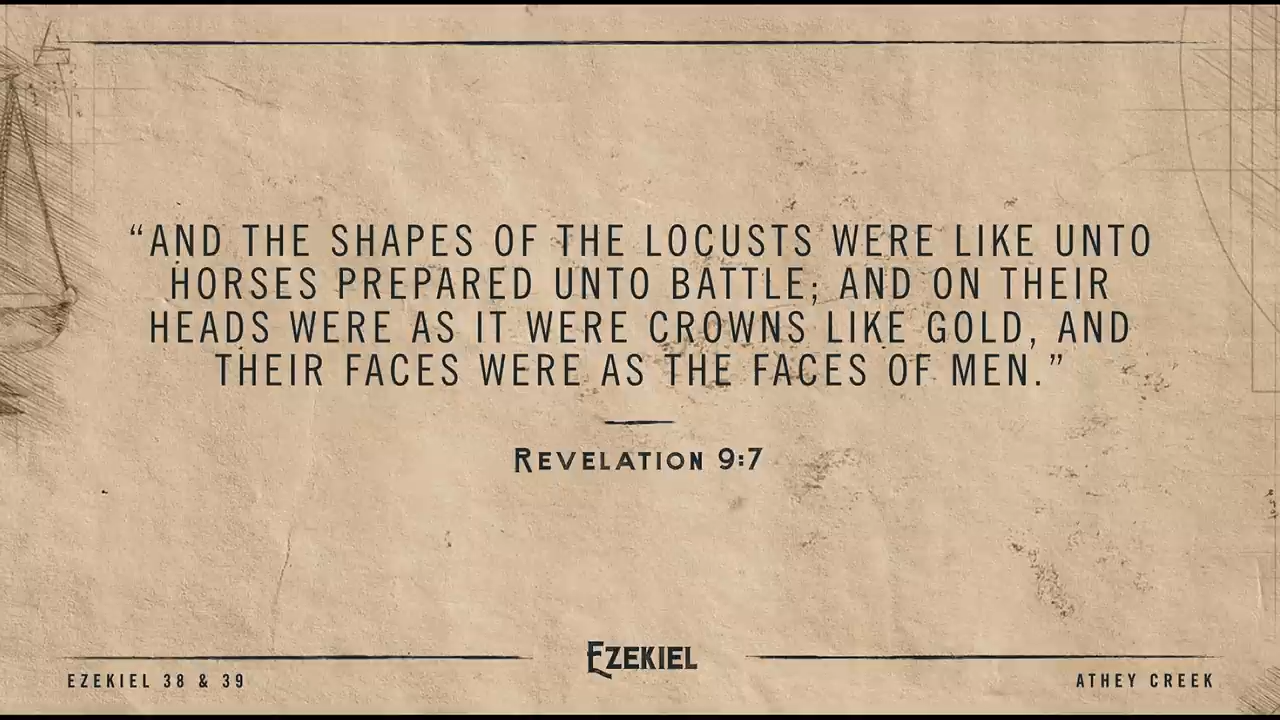 “AND THE SHAPES OF THE LOCUSTS WERE LIKE UNTO
HORSES PREPARED UNTO BATTLE; AND ON THEIR
HEADS WERE AS IT WERE CROWNS LIKE GOLD, AND
THEIR FACES WERE AS THE FACES OF MEN.”
REVELATION 9:7
EZEKIEL
EZEKIEL 38 & 39
ATHEY CREEK